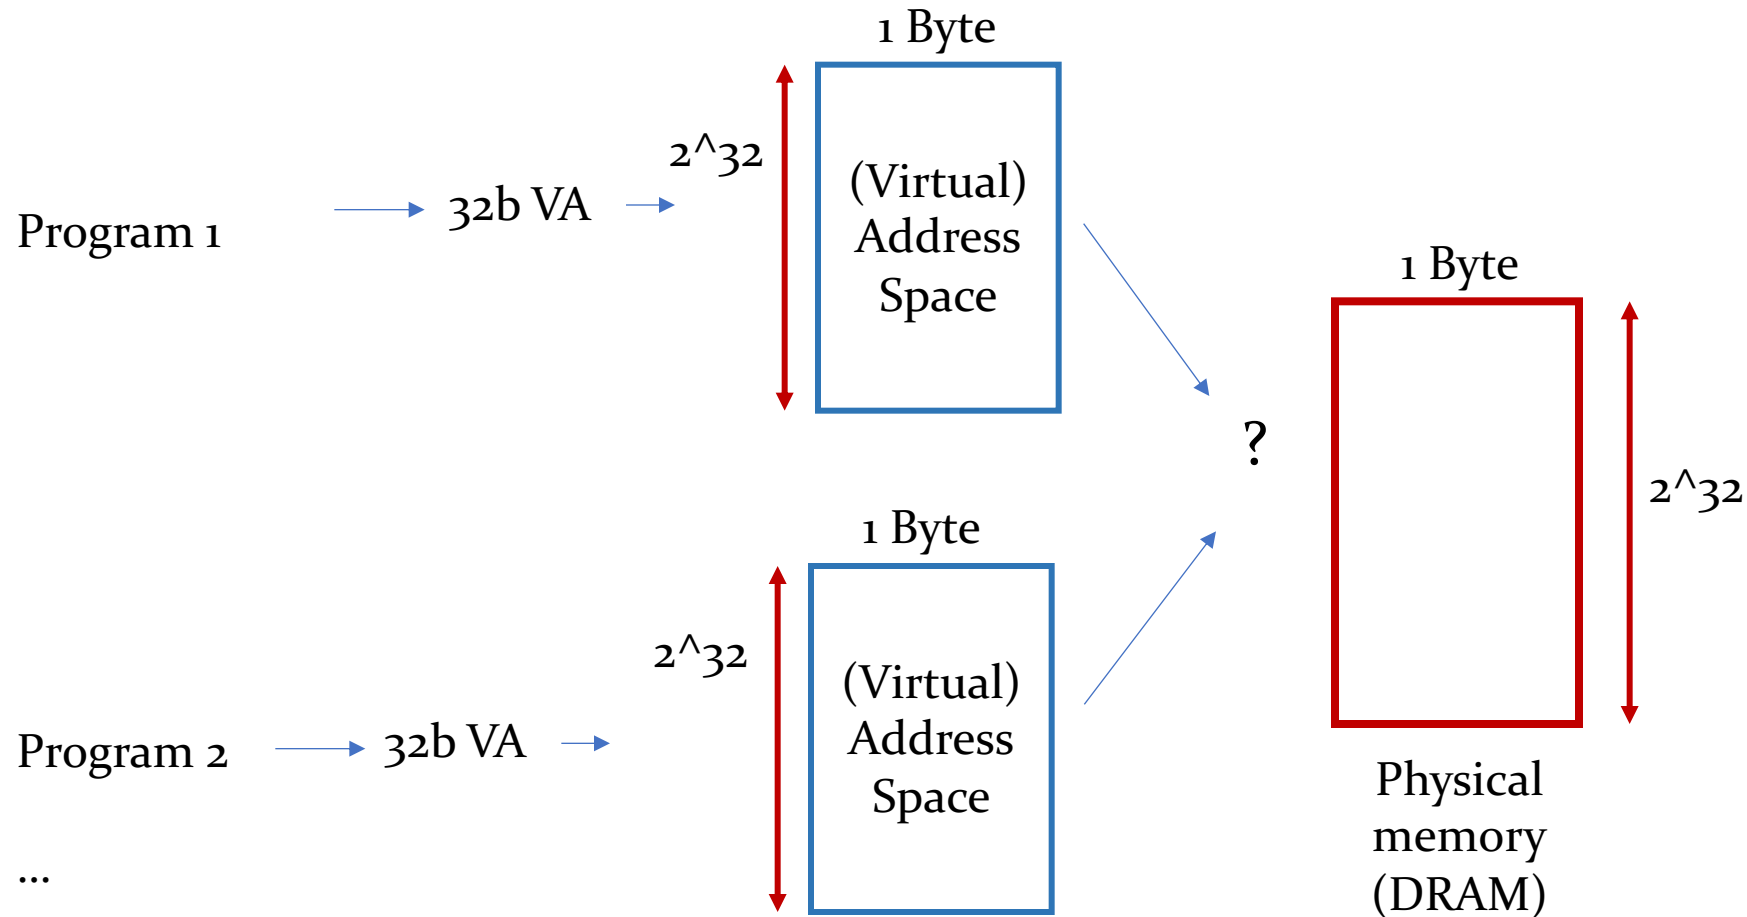 1 Byte
2^32
(Virtual)
Address
Space
Program 1
32b VA
1 Byte
?
2^32
Physical
memory
(DRAM)
1 Byte
2^32
(Virtual)
Address
Space
Program 2
32b VA
...